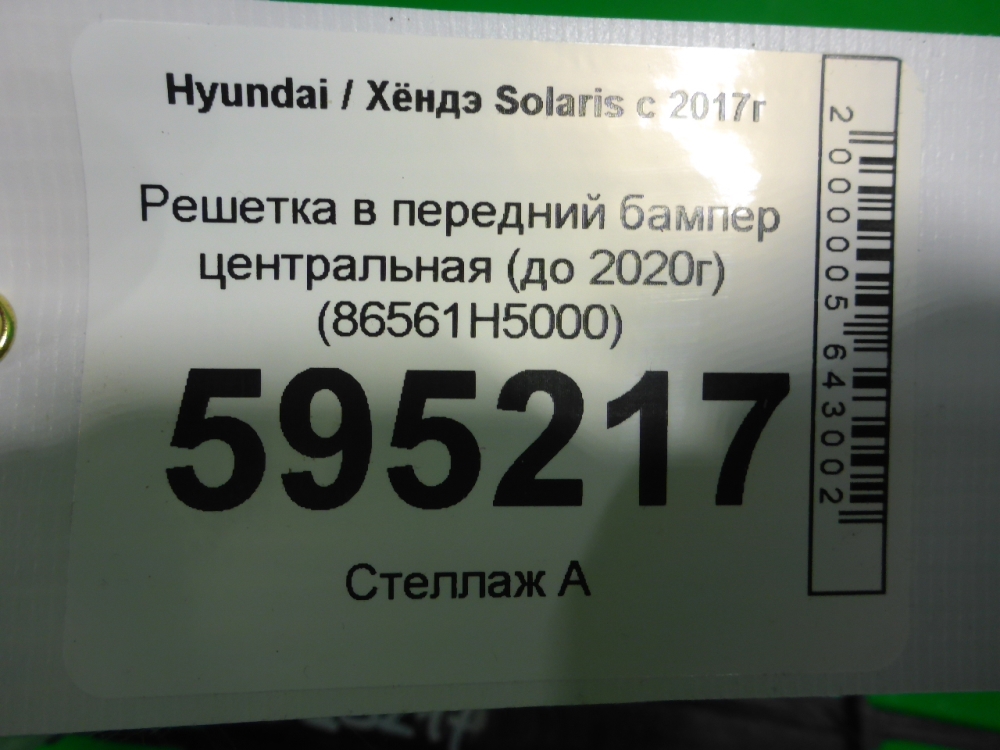 Hyundai / Хёндэ Solaris с 2017г
Решетка в передний бампер
центральная (до 2020г)
(86561H5000)
595217
Стеллаж А
2000005643002